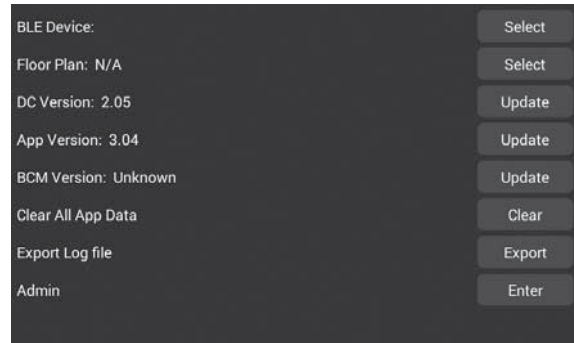 BLE Device: Select
Floor Plan: N/A Select
DC Version: 2.05 Update
App Version: 3.04 Update
BCM Version: Unknown Update
Clear All App Data Clear
Export Log file Export
Admin Enter